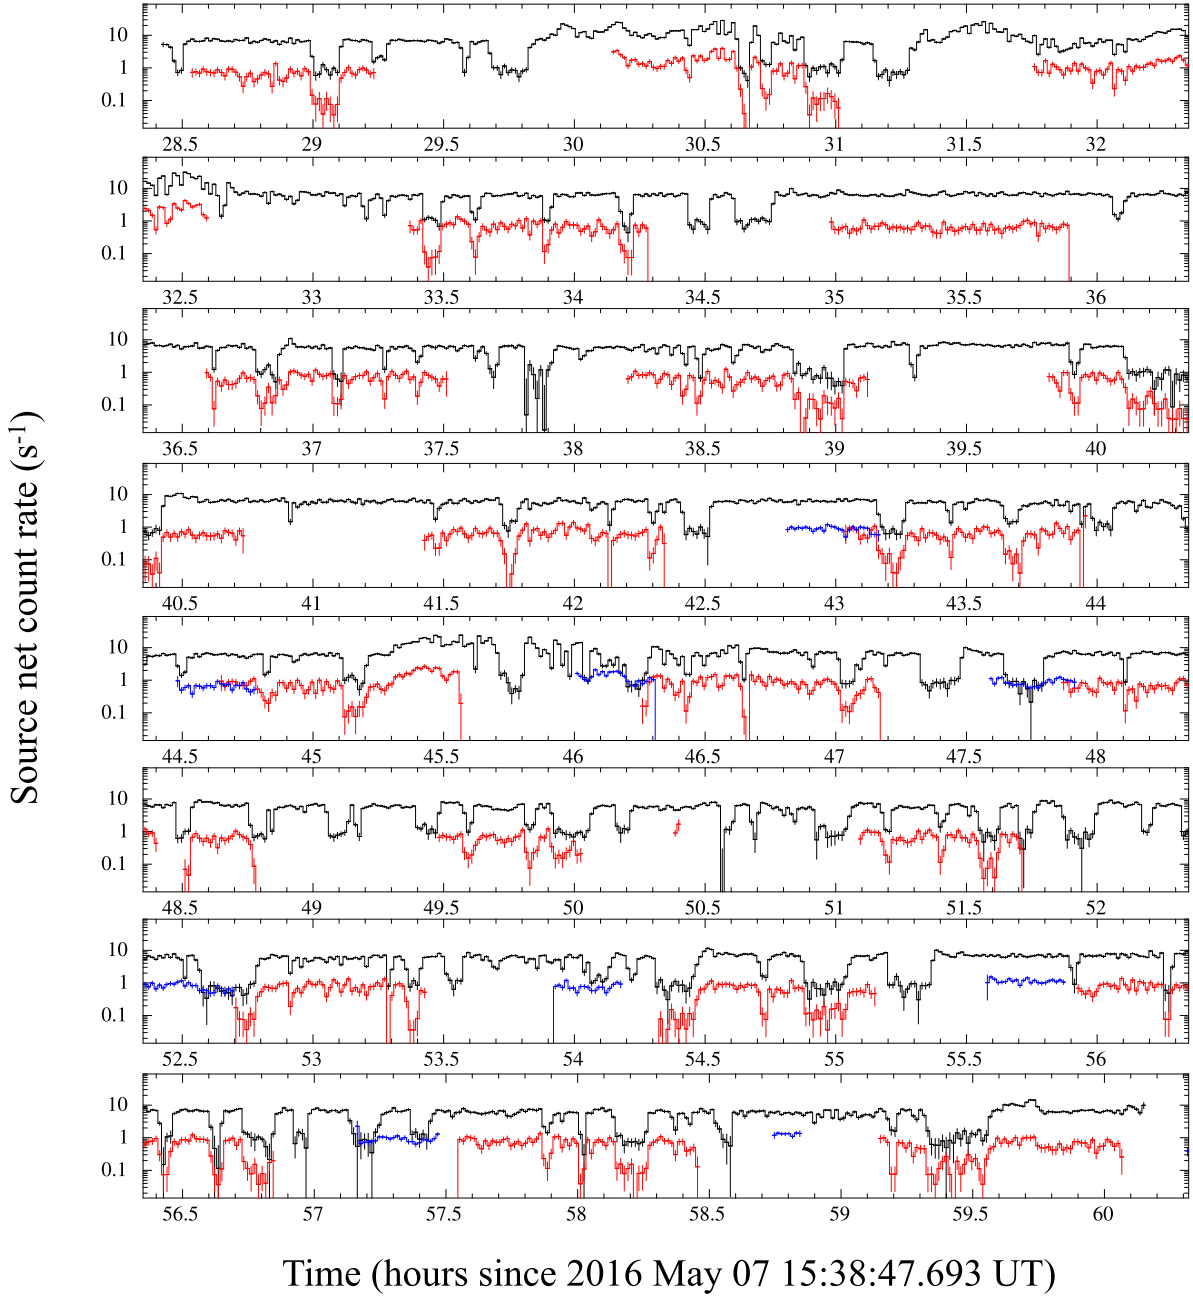 10
1
0.1
28.5 29 29.5 30 30.5 31 31.5 32
10
1
0.1
32.5 33 33.5 34 34.5 35 35.5 36
10
1
0.1
36.5 37 37.5 38 38.5 39 39.5 40
10
1
0.1
40.5 41 41.5 42 42.5 43 43.5 44
Source net count rate (s⁻¹)
10
1
0.1
44.5 45 45.5 46 46.5 47 47.5 48
10
1
0.1
48.5 49 49.5 50 50.5 51 51.5 52
10
1
0.1
52.5 53 53.5 54 54.5 55 55.5 56
10
1
0.1
56.5 57 57.5 58 58.5 59 59.5 60
Time (hours since 2016 May 07 15:38:47.693 UT)